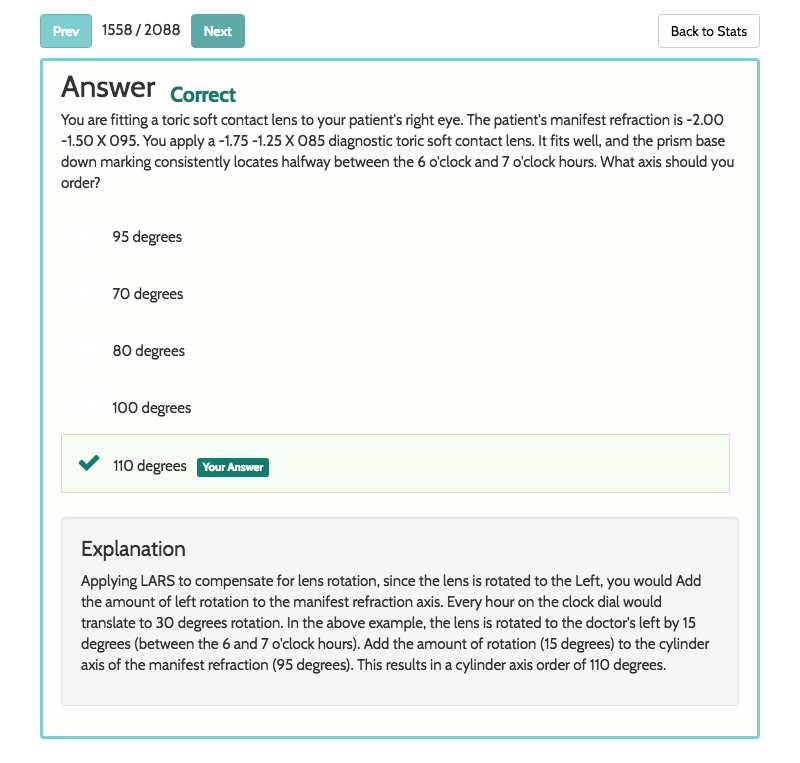 Prev 1558 / 2088 Next Back to Stats
Answer Correct
You are fitting a toric soft contact lens to your patient's right eye. The patient's manifest refraction is -2.00
-1.50 X 095. You apply a -1.75 -1.25 X 085 diagnostic toric soft contact lens. It fits well, and the prism base
down marking consistently locates halfway between the 6 o'clock and 7 o'clock hours. What axis should you
order?
95 degrees
70 degrees
80 degrees
100 degrees
110 degrees Your Answer
Explanation
Applying LARS to compensate for lens rotation, since the lens is rotated to the Left, you would Add
the amount of left rotation to the manifest refraction axis. Every hour on the clock dial would
translate to 30 degrees rotation. In the above example, the lens is rotated to the doctor's left by 15
degrees (between the 6 and 7 o'clock hours). Add the amount of rotation (15 degrees) to the cylinder
axis of the manifest refraction (95 degrees). This results in a cylinder axis order of 110 degrees.